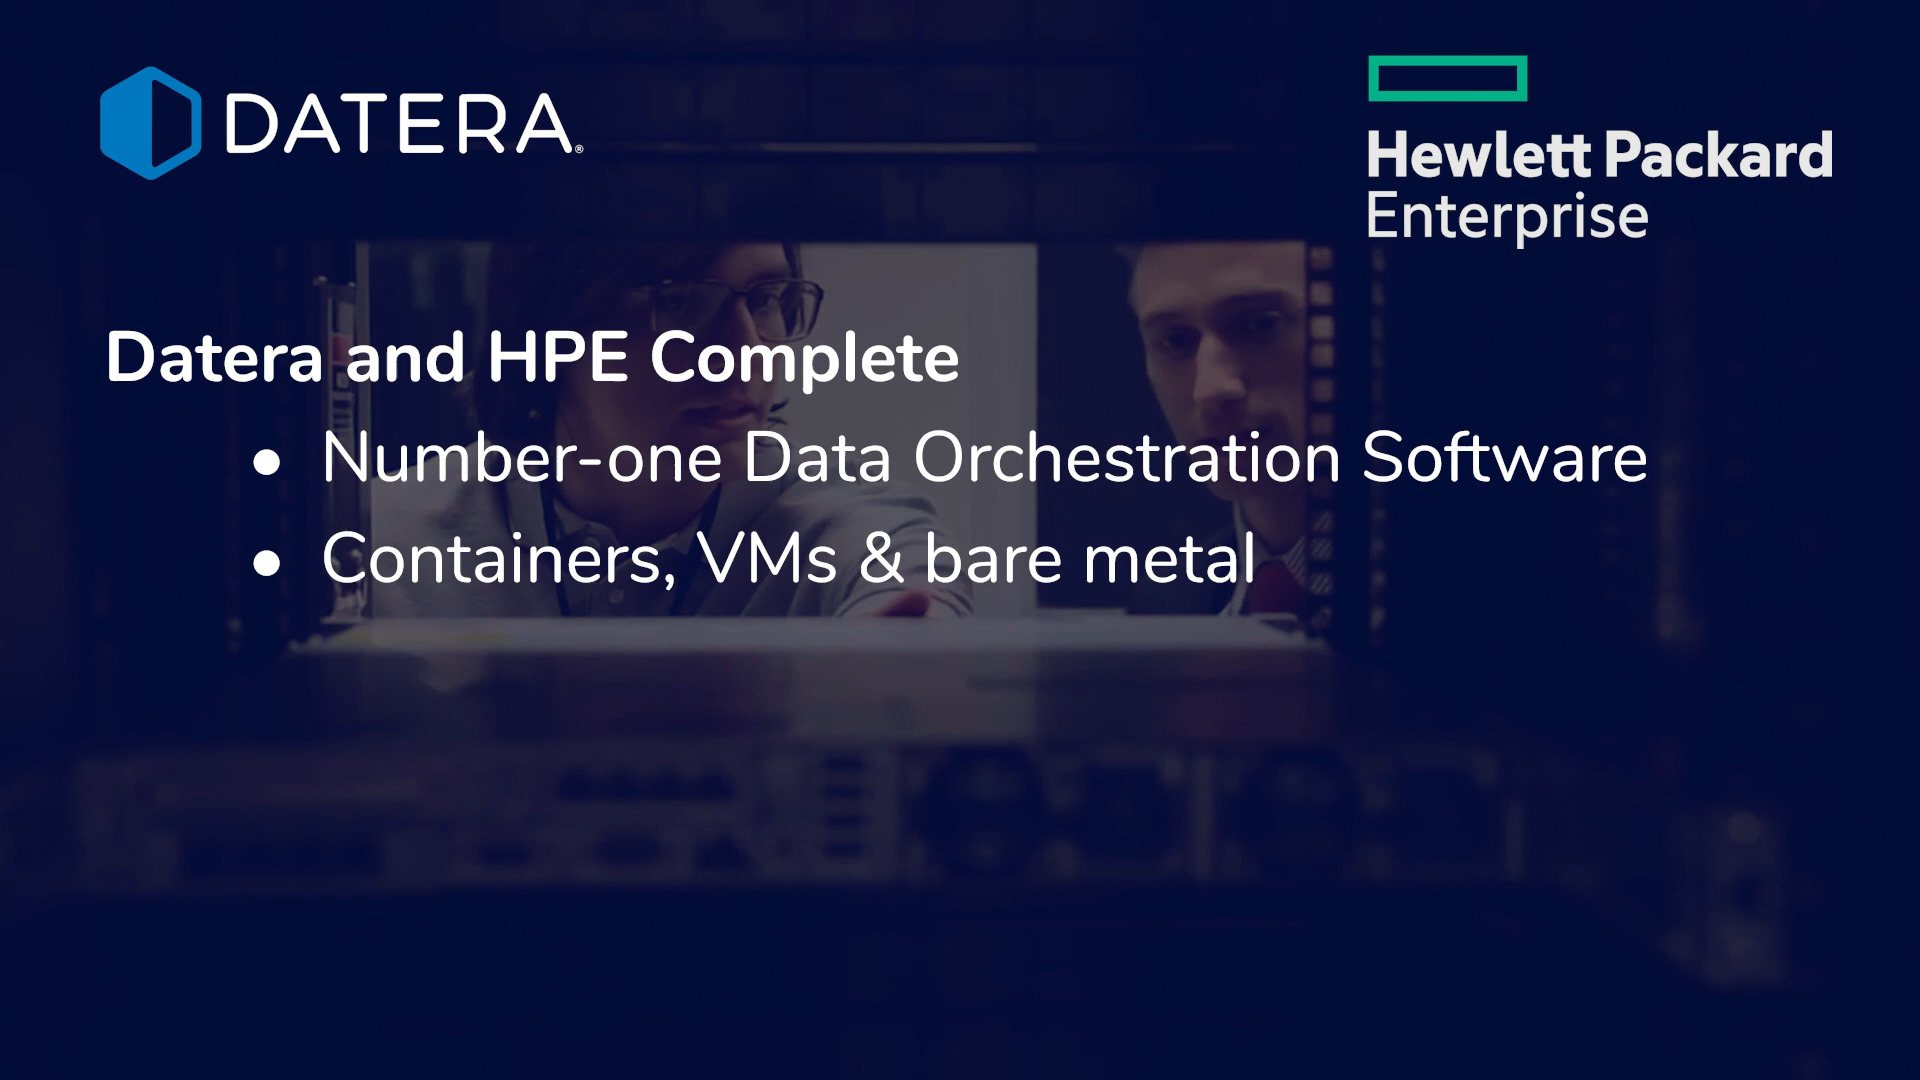 DATERA®
Hewlett Packard
Enterprise
Datera and HPE Complete
● Number-one Data Orchestration Software
● Containers, VMs & bare metal